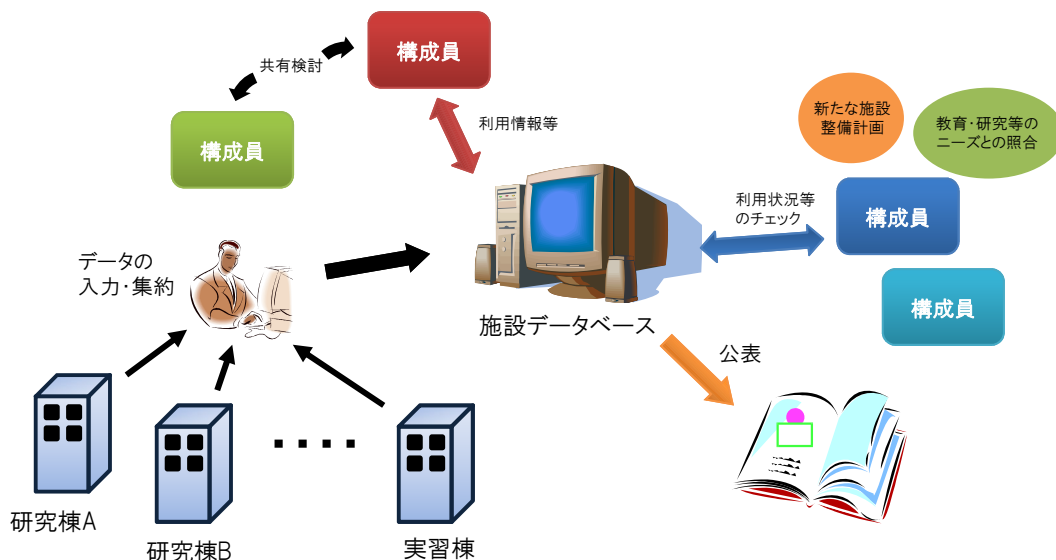 構成員
共有検討
構成員
利用情報等
新たな施設
整備計画
教育・研究等の
ニーズとの照合
利用状況等
のチェック
構成員
構成員
データの
入力・集約
施設データベース
公表
研究棟A
研究棟B
・・・・
実習棟